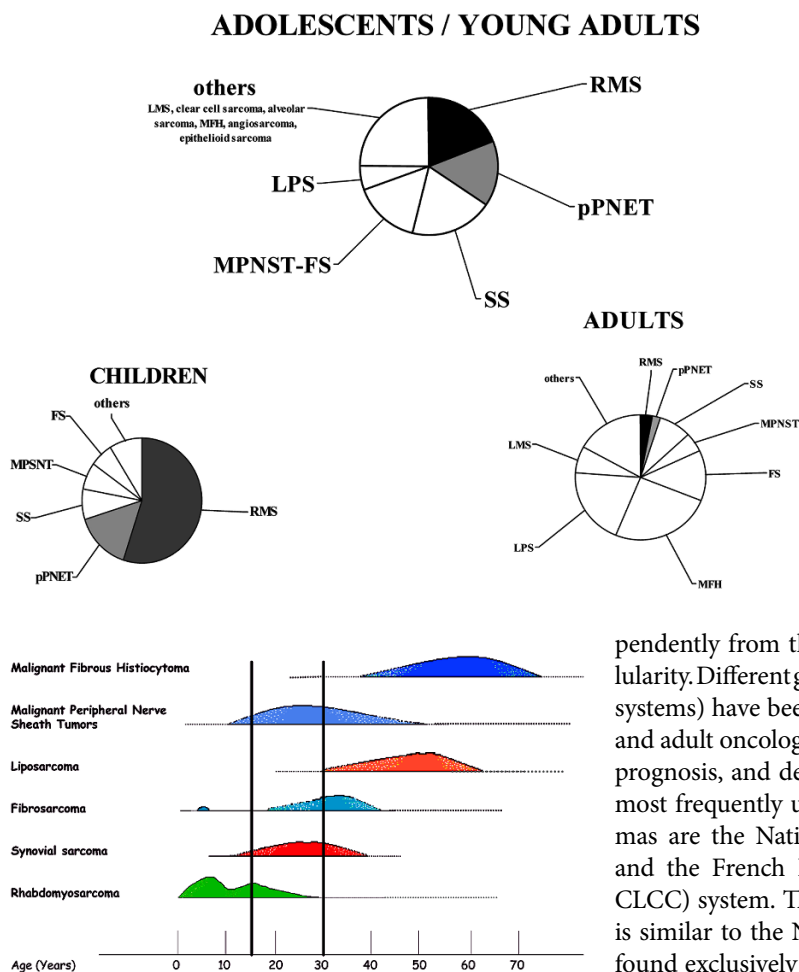 ADOLESCENTS / YOUNG ADULTS
others
LMS, clear cell sarcoma, alveolar
sarcoma, MFH, angiosarcoma,
epithelioid sarcoma
RMS
LPS
pPNET
MPNST-FS
SS
ADULTS
RMS
pPNET
others
SS
MPNST
LMS
FS
LPS
MFH
CHILDREN
others
FS
MPSNT
SS
RMS
pPNET
Malignant Fibrous Histiocytoma
Malignant Peripheral Nerve
Sheath Tumors
Liposarcoma
Fibrosarcoma
Synovial sarcoma
Rhabdomyosarcoma
Age (Years) 0 10 20 30 40 50 60 70
pendently from th
lularity. Different g
systems) have been
and adult oncolog
prognosis, and de
most frequently u
mas are the Nati
and the French
CLCC) system. T
is similar to the N
found exclusively